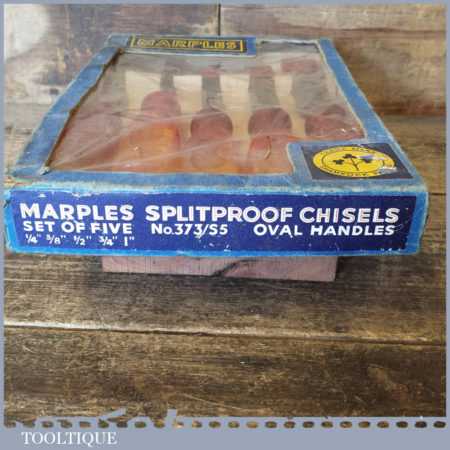 MARPLES
MARPLES SPLITPROOF CHISELS
SET OF FIVE No.373/S5 OVAL HANDLES
¼" ⅜" ½" ¾" 1"
TOOLTIQUE